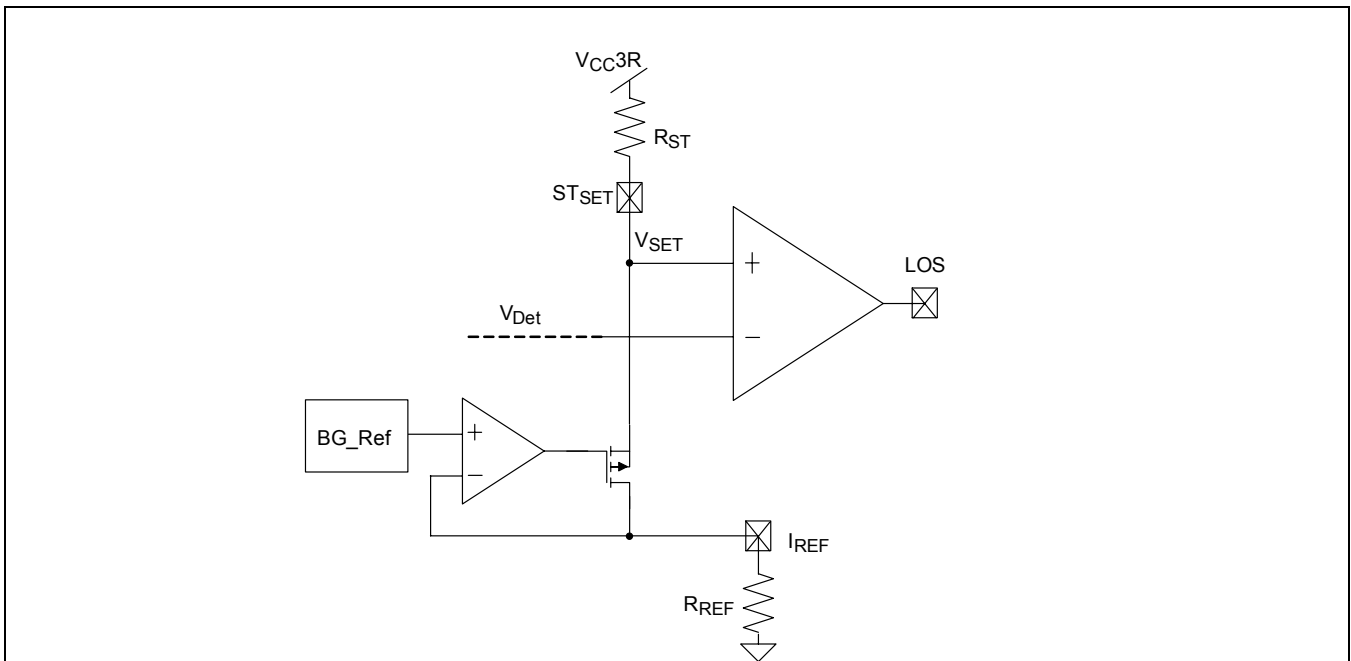 VCC3R
RST
STSET
VSET
+
LOS
VDet
−
BG_Ref
+
−
IREF
RREF